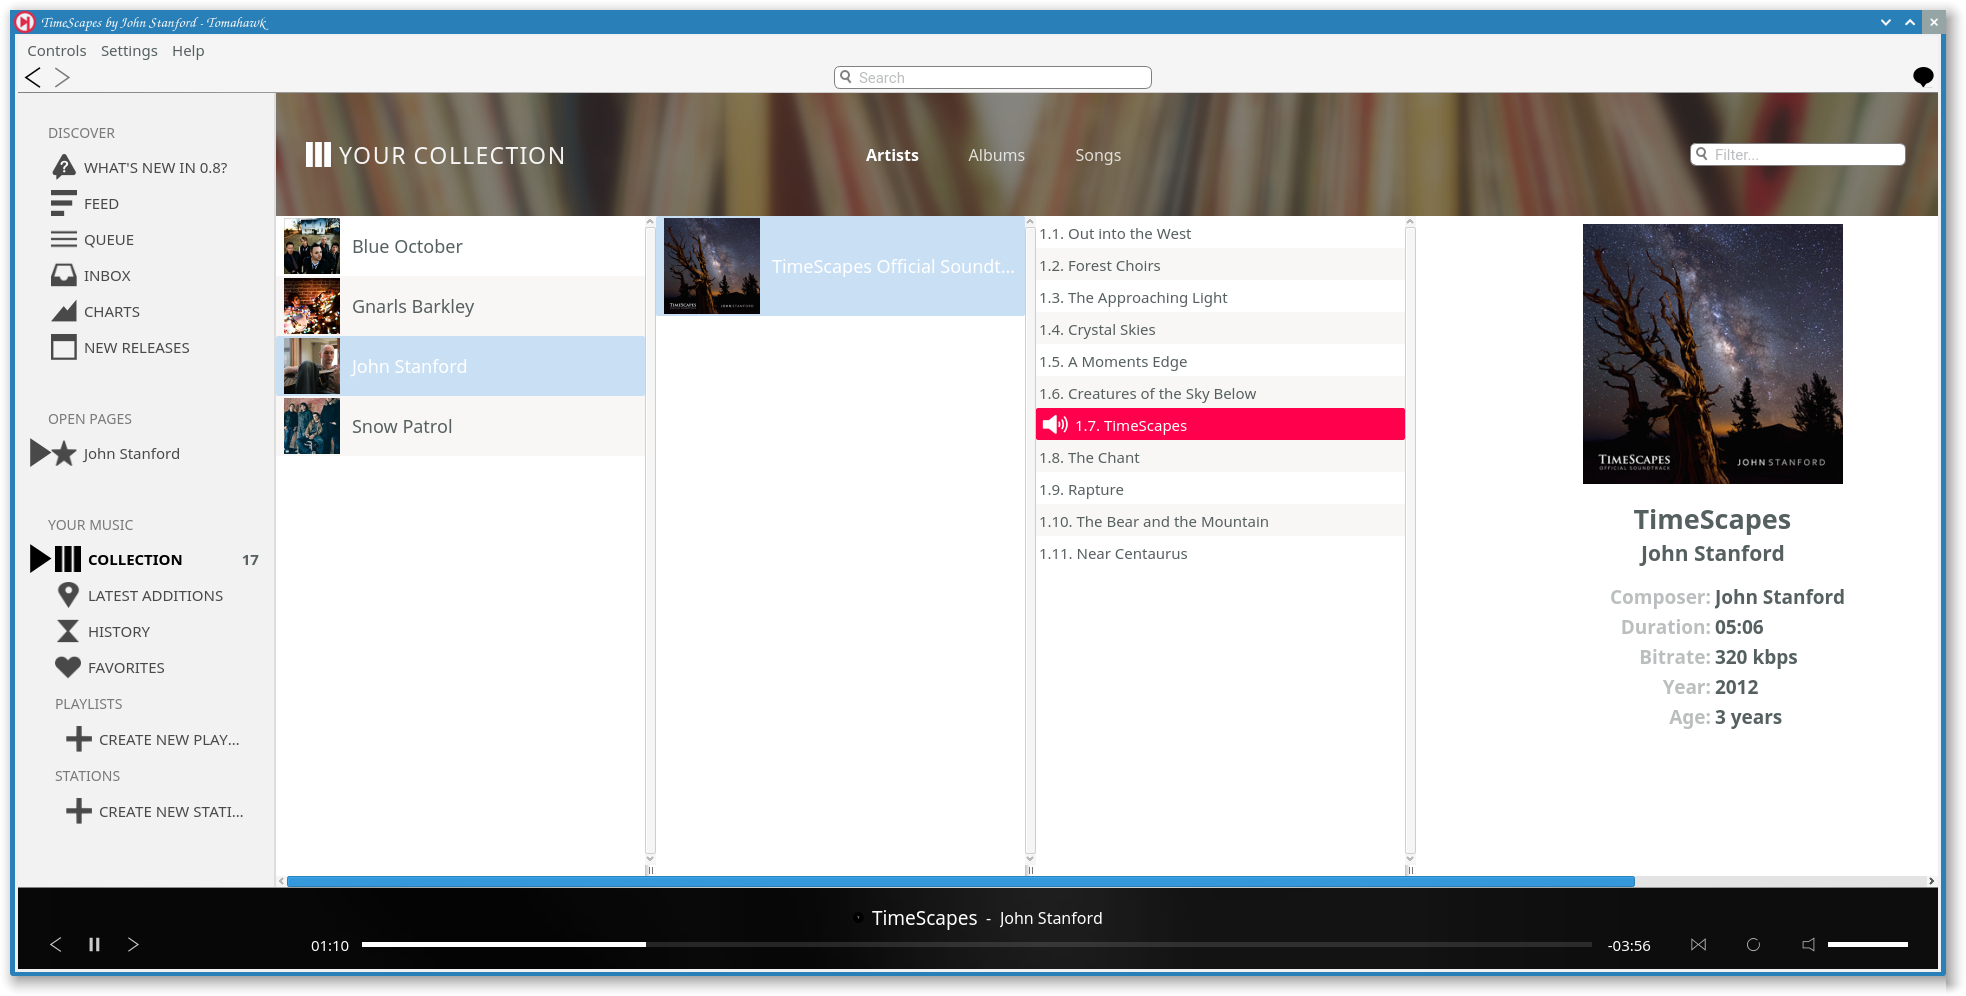 TimeScapes by John Stanford - Tomahawk
Controls Settings Help
Search
DISCOVER
WHAT'S NEW IN 0.8?
FEED
QUEUE
INBOX
CHARTS
NEW RELEASES
OPEN PAGES
John Stanford
YOUR MUSIC
COLLECTION 17
LATEST ADDITIONS
HISTORY
FAVORITES
PLAYLISTS
CREATE NEW PLAY...
STATIONS
CREATE NEW STATI...
YOUR COLLECTION
Artists Albums Songs
Filter...
Blue October
Gnarls Barkley
John Stanford
Snow Patrol
TIMESCAPES JOHN STANFORD
TimeScapes Official Soundt...
1.1. Out into the West
1.2. Forest Choirs
1.3. The Approaching Light
1.4. Crystal Skies
1.5. A Moments Edge
1.6. Creatures of the Sky Below
1.7. TimeScapes
1.8. The Chant
1.9. Rapture
1.10. The Bear and the Mountain
1.11. Near Centaurus
TIMESCAPES
OFFICIAL SOUNDTRACK
JOHN STANFORD
TimeScapes
John Stanford
Composer: John Stanford
Duration: 05:06
Bitrate: 320 kbps
Year: 2012
Age: 3 years
TimeScapes - John Stanford
01:10 -03:56